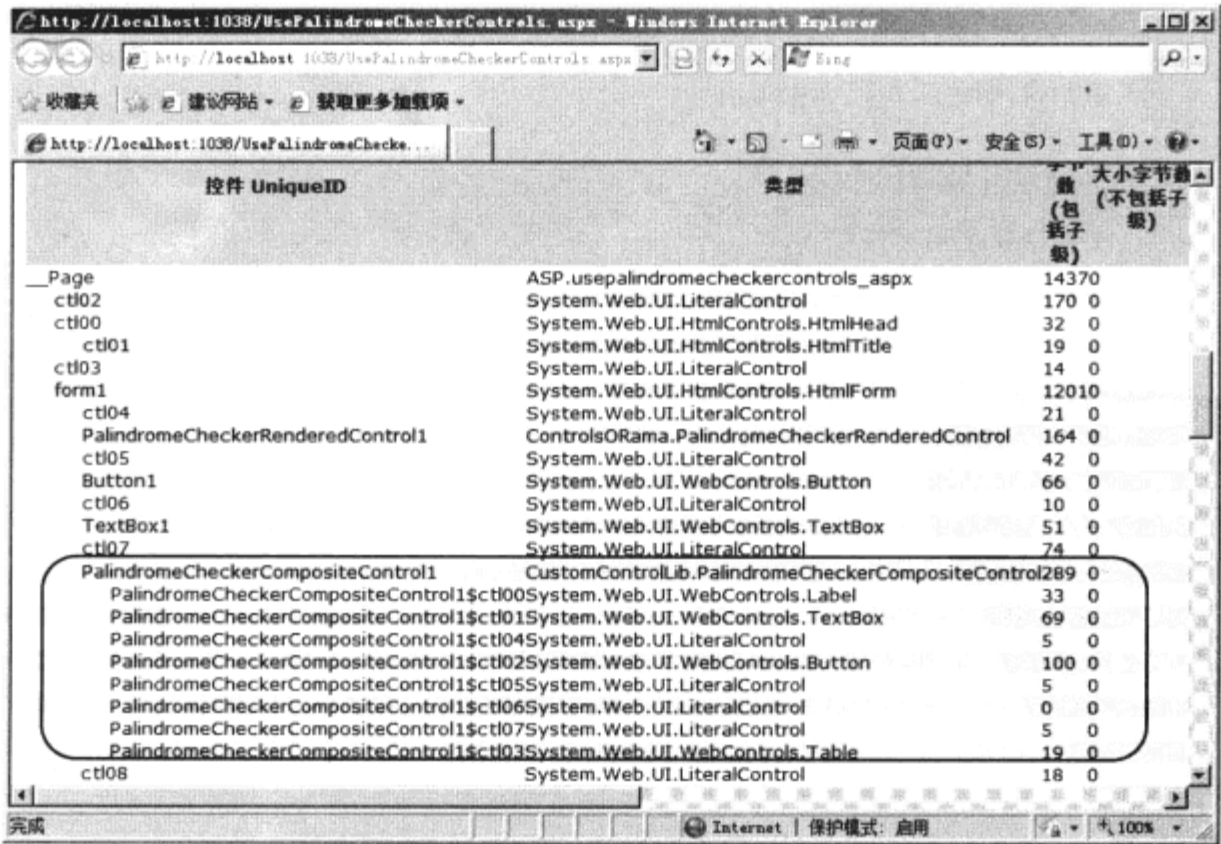 http://localhost:1038/UsePalindromeCheckerControls.aspx - Windows Internet Explorer
http://localhost:1038/UsePalindromeCheckerControls.aspx Bing
收藏夹 建议网站 获取更多加载项
http://localhost:1038/UsePalindromeChecke... 页面(P) 安全(S) 工具(O)
控件 UniqueID 类型 数(包括子级) 大小字节数(不包括子级)
__Page ASP.usepalindromecheckercontrols_aspx 14370
ctl02 System.Web.UI.LiteralControl 170 0
ctl00 System.Web.UI.HtmlControls.HtmlHead 32 0
ctl01 System.Web.UI.HtmlControls.HtmlTitle 19 0
ctl03 System.Web.UI.LiteralControl 14 0
form1 System.Web.UI.HtmlControls.HtmlForm 12010
ctl04 System.Web.UI.LiteralControl 21 0
PalindromeCheckerRenderedControl1 ControlsORama.PalindromeCheckerRenderedControl 164 0
ctl05 System.Web.UI.LiteralControl 42 0
Button1 System.Web.UI.WebControls.Button 66 0
ctl06 System.Web.UI.LiteralControl 10 0
TextBox1 System.Web.UI.WebControls.TextBox 51 0
ctl07 System.Web.UI.LiteralControl 74 0
PalindromeCheckerCompositeControl1 CustomControlLib.PalindromeCheckerCompositeControl289
PalindromeCheckerCompositeControl1$ctl00System.Web.UI.WebControls.Label 33 0
PalindromeCheckerCompositeControl1$ctl01System.Web.UI.WebControls.TextBox 69 0
PalindromeCheckerCompositeControl1$ctl04System.Web.UI.LiteralControl 5 0
PalindromeCheckerCompositeControl1$ctl02System.Web.UI.WebControls.Button 100 0
PalindromeCheckerCompositeControl1$ctl05System.Web.UI.LiteralControl 5 0
PalindromeCheckerCompositeControl1$ctl06System.Web.UI.LiteralControl 0 0
PalindromeCheckerCompositeControl1$ctl07System.Web.UI.LiteralControl 5 0
PalindromeCheckerCompositeControl1$ctl03System.Web.UI.WebControls.Table 19 0
ctl08 System.Web.UI.LiteralControl 18 0
完成 Internet | 保护模式: 启用 100%